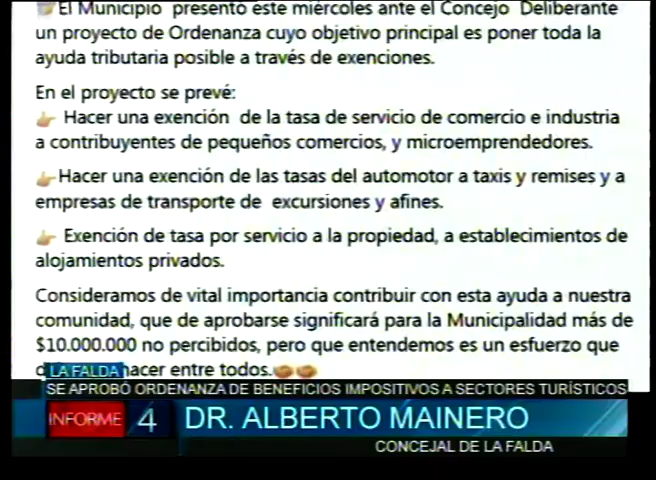 El Municipio presentó este miércoles ante el Concejo Deliberante
un proyecto de Ordenanza cuyo objetivo principal es poner toda la
ayuda tributaria posible a través de exenciones.
En el proyecto se prevé:
Hacer una exención de la tasa de servicio de comercio e industria
a contribuyentes de pequeños comercios, y microemprendedores.
Hacer una exención de las tasas del automotor a taxis y remises y a
empresas de transporte de excursiones y afines.
Exención de tasa por servicio a la propiedad, a establecimientos de
alojamientos privados.
Consideramos de vital importancia contribuir con esta ayuda a nuestra
comunidad, que de aprobarse significará para la Municipalidad más de
$10.000.000 no percibidos, pero que entendemos es un esfuerzo que
hacer entre todos.
LA FALDA
SE APROBÓ ORDENANZA DE BENEFICIOS IMPOSITIVOS A SECTORES TURÍSTICOS
INFORME 4 DR. ALBERTO MAINERO
CONCEJAL DE LA FALDA